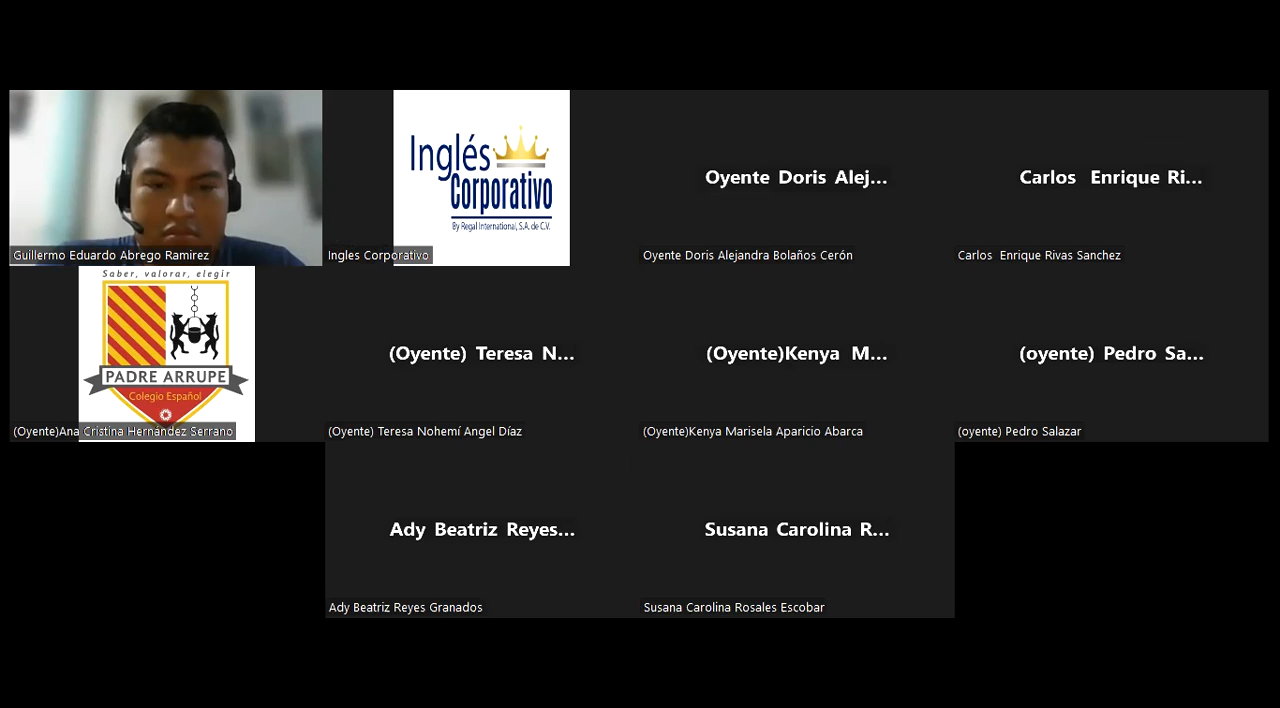 Inglés
Corporativo
By Regal International, S.A. de C.V.
Oyente Doris Alej...
Carlos Enrique Ri...
Guillermo Eduardo Abrego Ramirez
Ingles Corporativo
Oyente Doris Alejandra Bolaños Cerón
Carlos Enrique Rivas Sanchez
Saber, valorar, elegir
PADRE ARRUPE
Colegio Español
(Oyente) Teresa N...
(Oyente)Kenya M...
(oyente) Pedro Sa...
(Oyente)Ana Cristina Hernández Serrano
(Oyente) Teresa Nohemí Angel Díaz
(Oyente)Kenya Marisela Aparicio Abarca
(oyente) Pedro Salazar
Ady Beatriz Reyes...
Susana Carolina R...
Ady Beatriz Reyes Granados
Susana Carolina Rosales Escobar